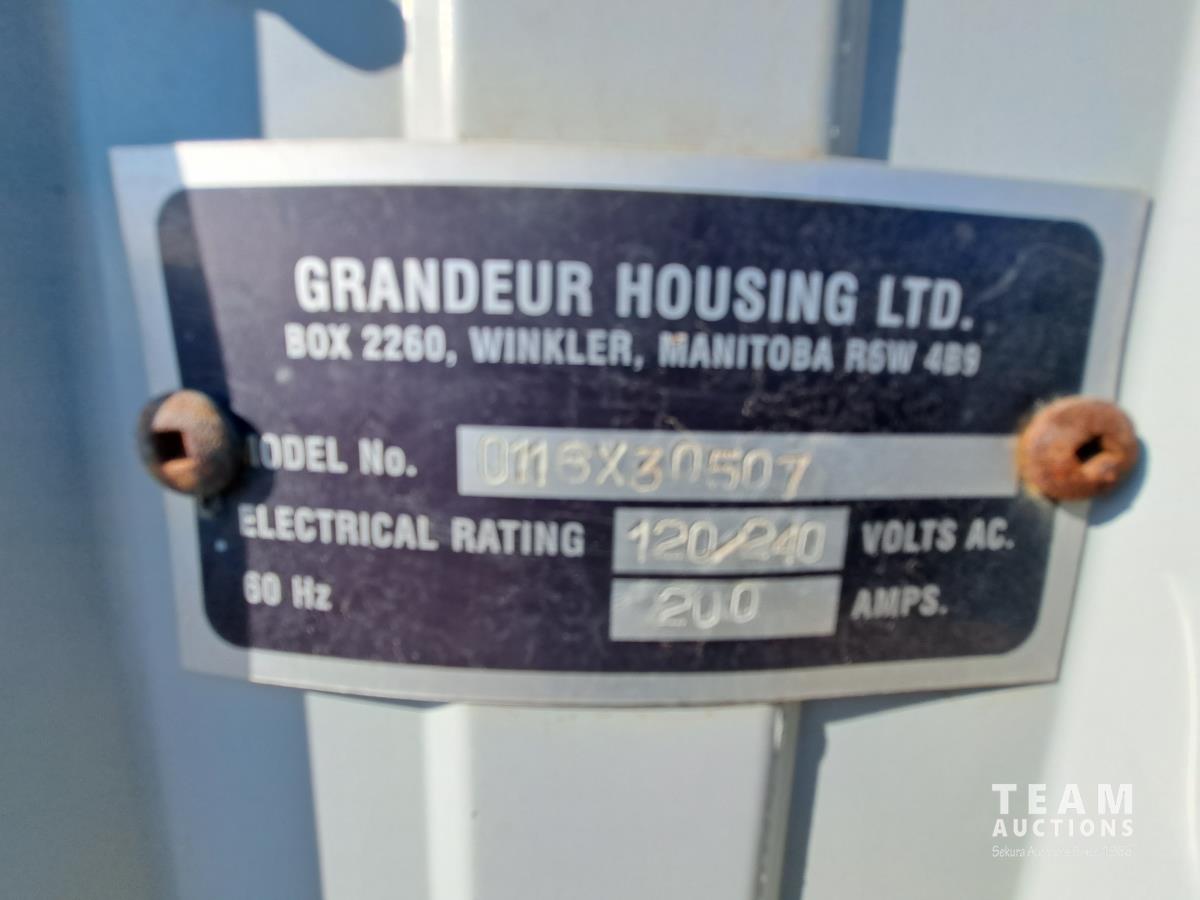 GRANDEUR HOUSING LTD.
BOX 2260, WINKLER, MANITOBA R6W 4B9
MODEL No. 0116X30507
ELECTRICAL RATING 120/240 VOLTS AC.
60 Hz 200 AMPS.
TEAM
AUCTIONS